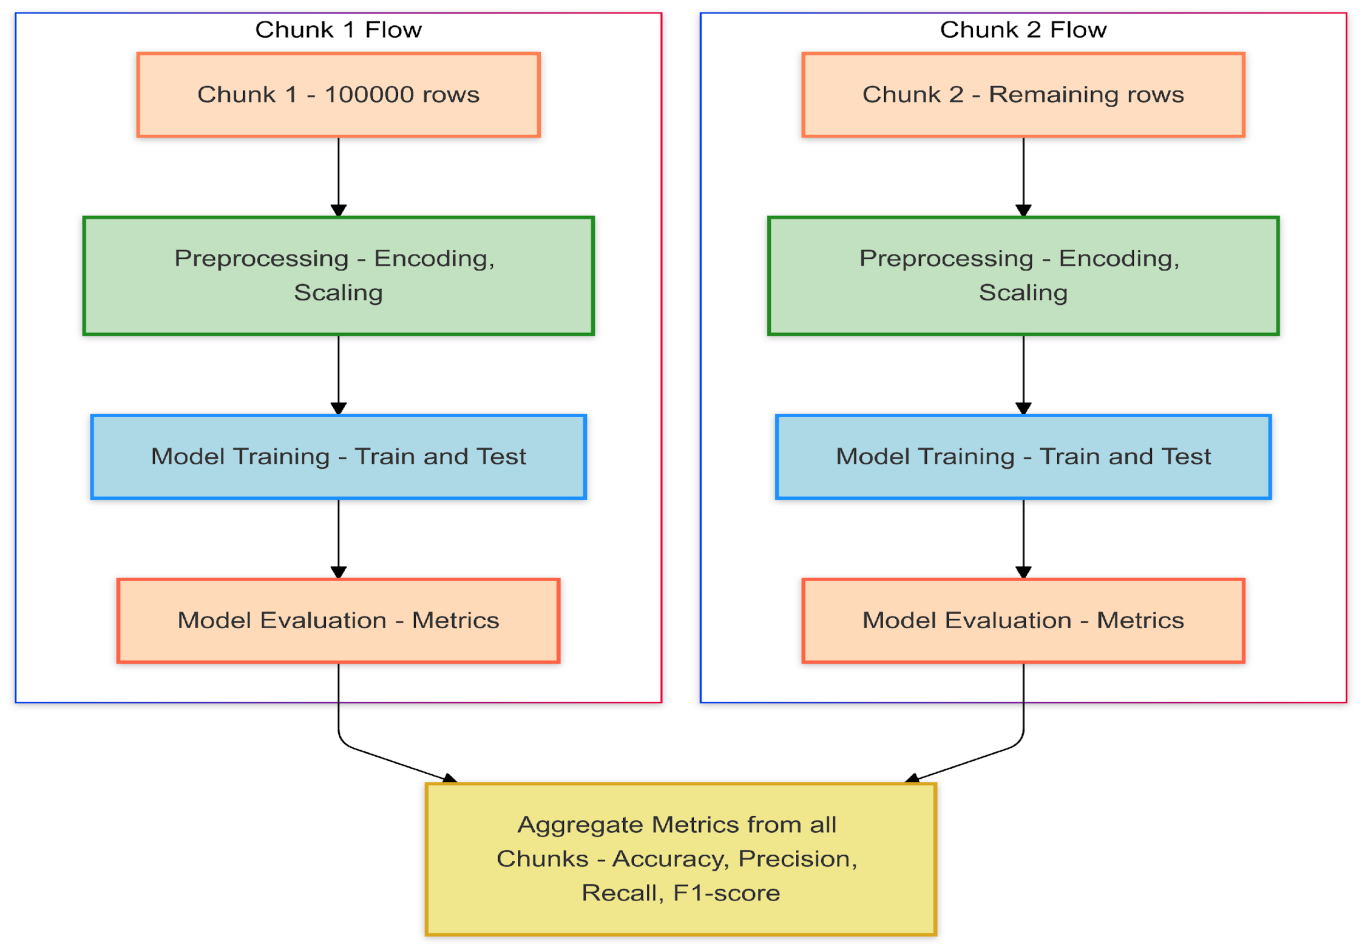 Chunk 1 Flow
Chunk 1 - 100000 rows
Preprocessing - Encoding,
Scaling
Model Training - Train and Test
Model Evaluation - Metrics
Chunk 2 Flow
Chunk 2 - Remaining rows
Preprocessing - Encoding,
Scaling
Model Training - Train and Test
Model Evaluation - Metrics
Aggregate Metrics from all
Chunks - Accuracy, Precision,
Recall, F1-score